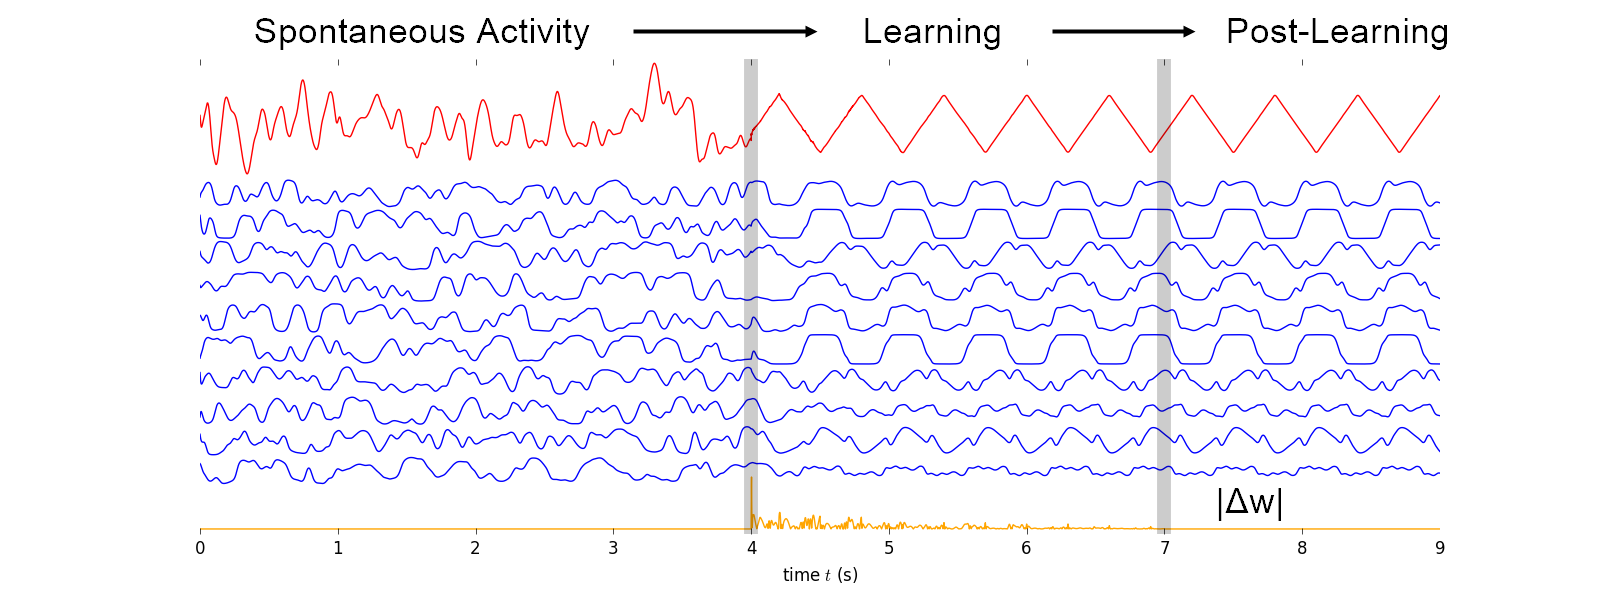 Spontaneous Activity Learning Post-Learning
|Δw|
0 1 2 3 4 5 6 7 8 9
time t (s)